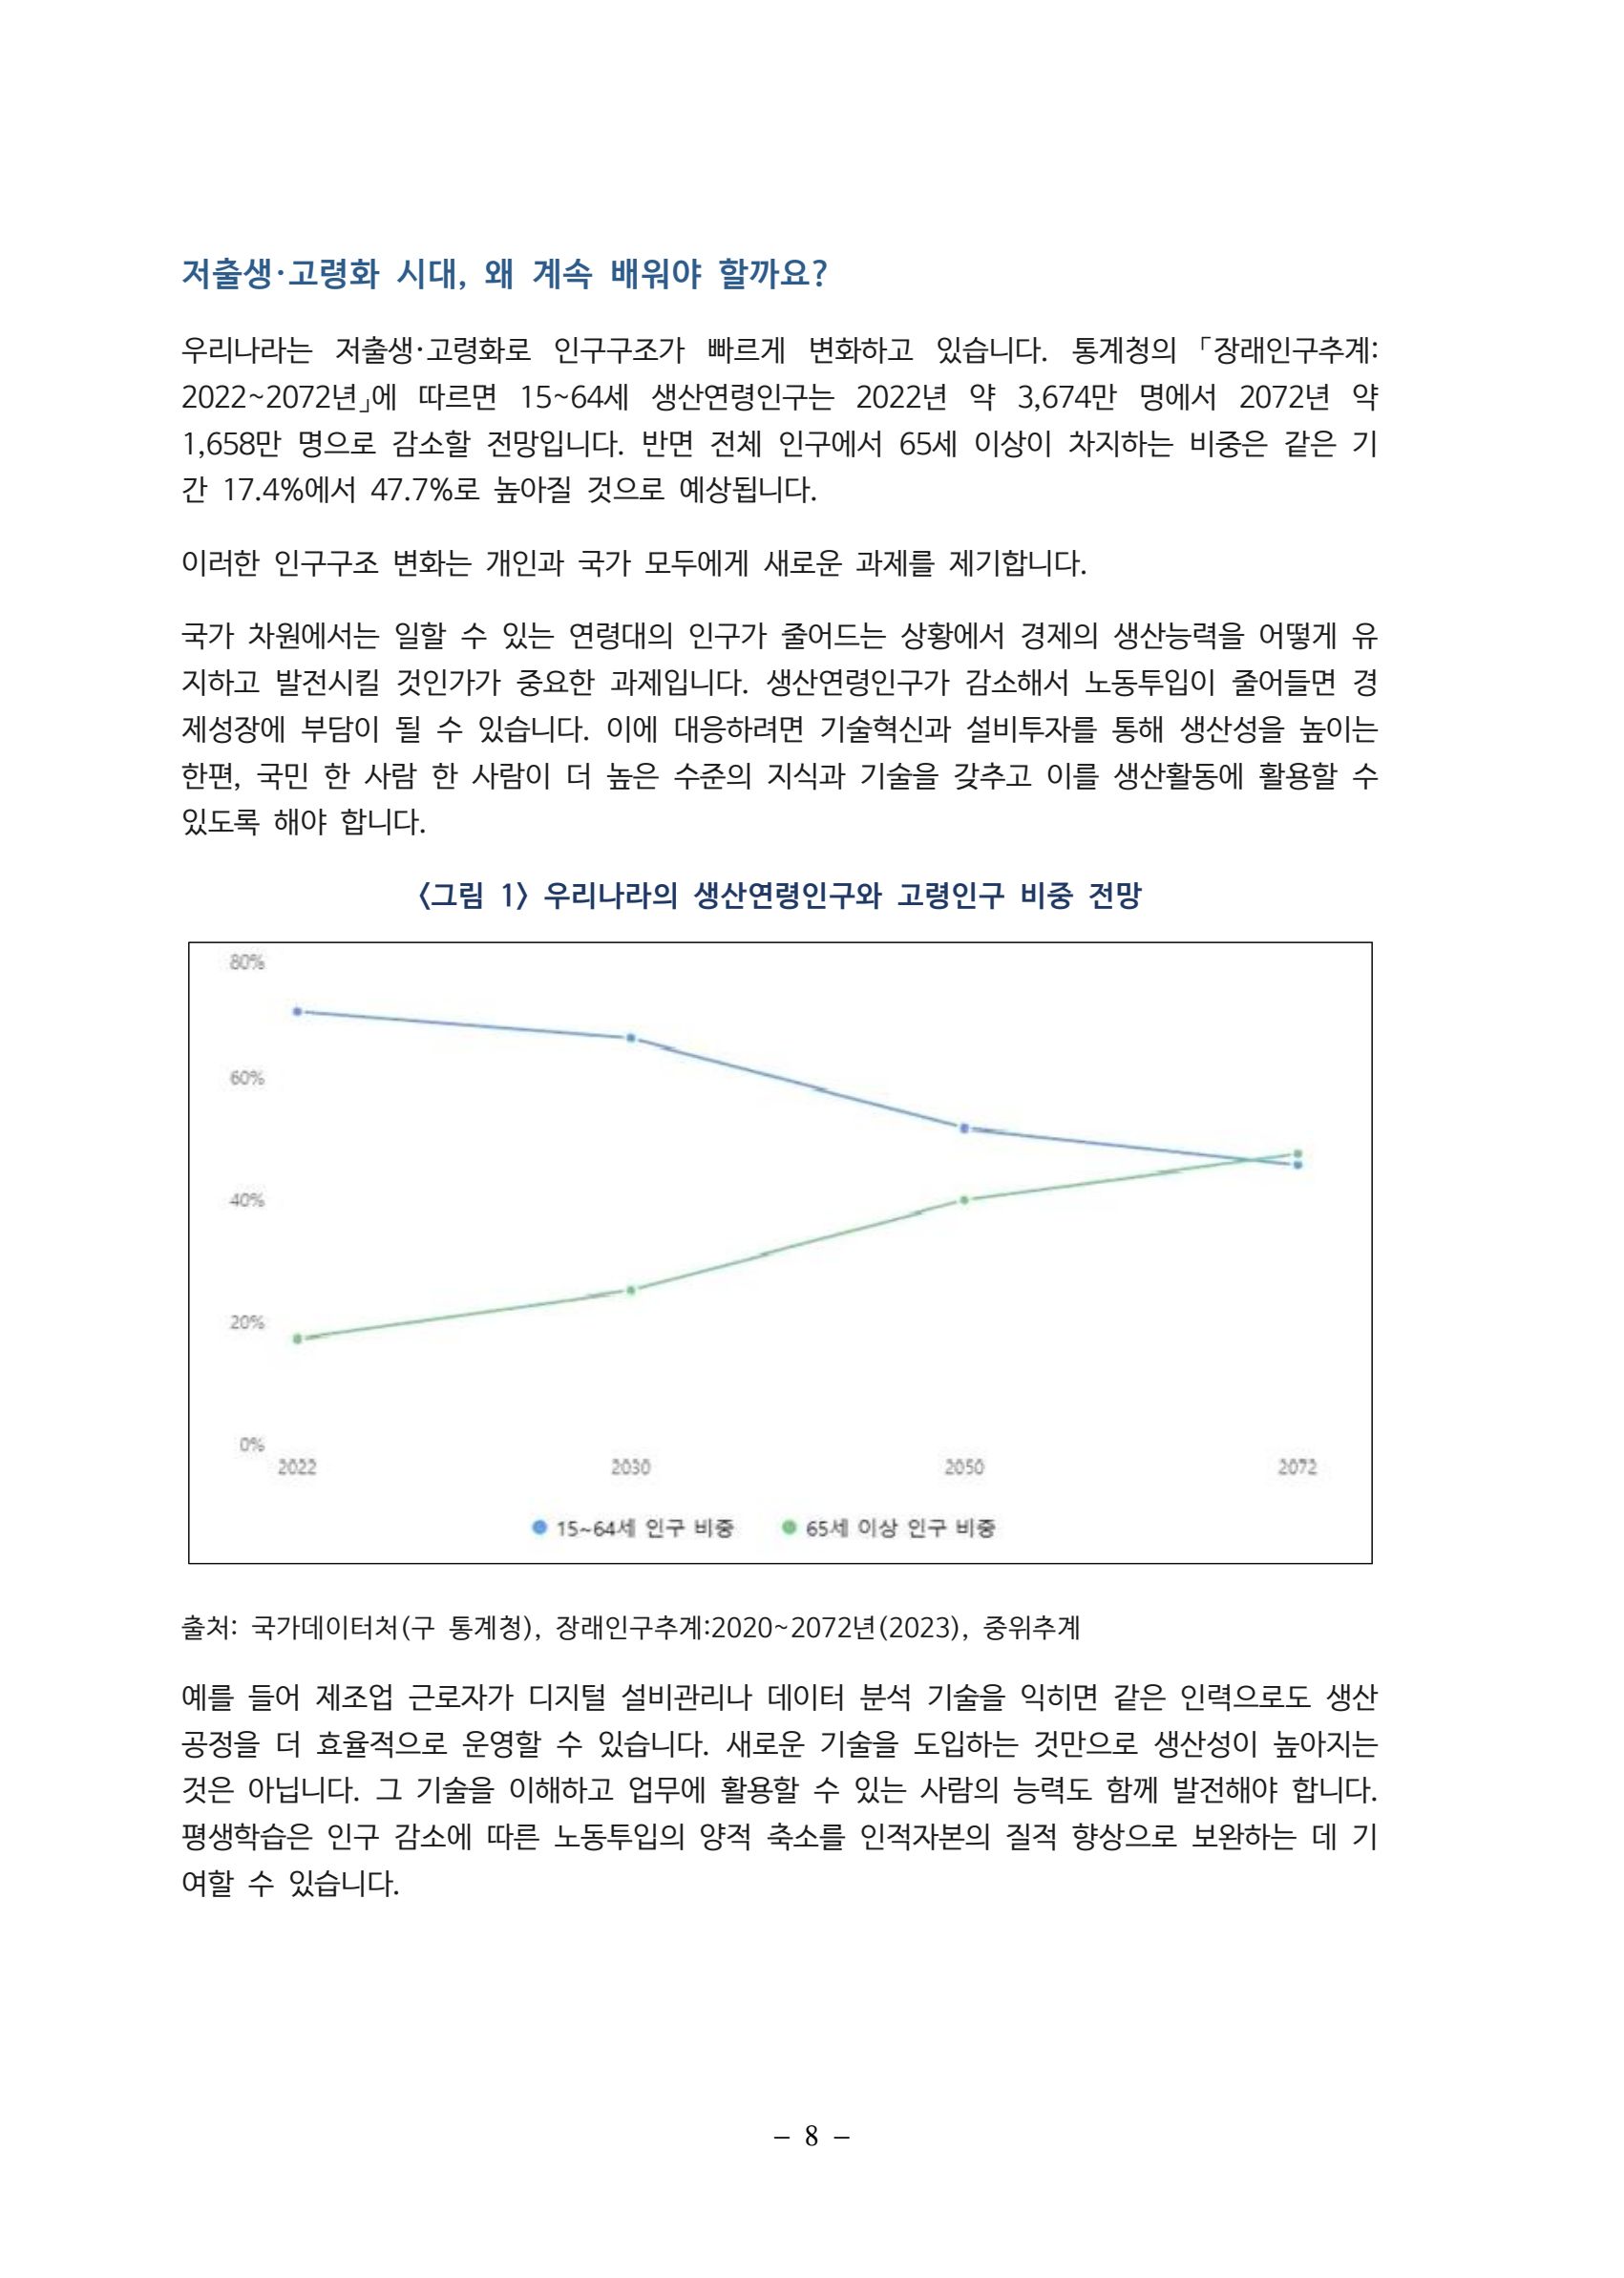 저출생·고령화 시대, 왜 계속 배워야 할까요?
우리나라는 저출생·고령화로 인구구조가 빠르게 변화하고 있습니다. 통계청의 「장래인구추계:
2022~2072년」에 따르면 15~64세 생산연령인구는 2022년 약 3,674만 명에서 2072년 약
1,658만 명으로 감소할 전망입니다. 반면 전체 인구에서 65세 이상이 차지하는 비중은 같은 기
간 17.4%에서 47.7%로 높아질 것으로 예상됩니다.
이러한 인구구조 변화는 개인과 국가 모두에게 새로운 과제를 제기합니다.
국가 차원에서는 일할 수 있는 연령대의 인구가 줄어드는 상황에서 경제의 생산능력을 어떻게 유
지하고 발전시킬 것인가가 중요한 과제입니다. 생산연령인구가 감소해서 노동투입이 줄어들면 경
제성장에 부담이 될 수 있습니다. 이에 대응하려면 기술혁신과 설비투자를 통해 생산성을 높이는
한편, 국민 한 사람 한 사람이 더 높은 수준의 지식과 기술을 갖추고 이를 생산활동에 활용할 수
있도록 해야 합니다.
〈그림 1〉 우리나라의 생산연령인구와 고령인구 비중 전망
80%
60%
40%
20%
0%
2022 2030 2050 2072
15~64세 인구 비중 65세 이상 인구 비중
출처: 국가데이터처(구 통계청), 장래인구추계:2020~2072년(2023), 중위추계
예를 들어 제조업 근로자가 디지털 설비관리나 데이터 분석 기술을 익히면 같은 인력으로도 생산
공정을 더 효율적으로 운영할 수 있습니다. 새로운 기술을 도입하는 것만으로 생산성이 높아지는
것은 아닙니다. 그 기술을 이해하고 업무에 활용할 수 있는 사람의 능력도 함께 발전해야 합니다.
평생학습은 인구 감소에 따른 노동투입의 양적 축소를 인적자본의 질적 향상으로 보완하는 데 기
여할 수 있습니다.
– 8 –